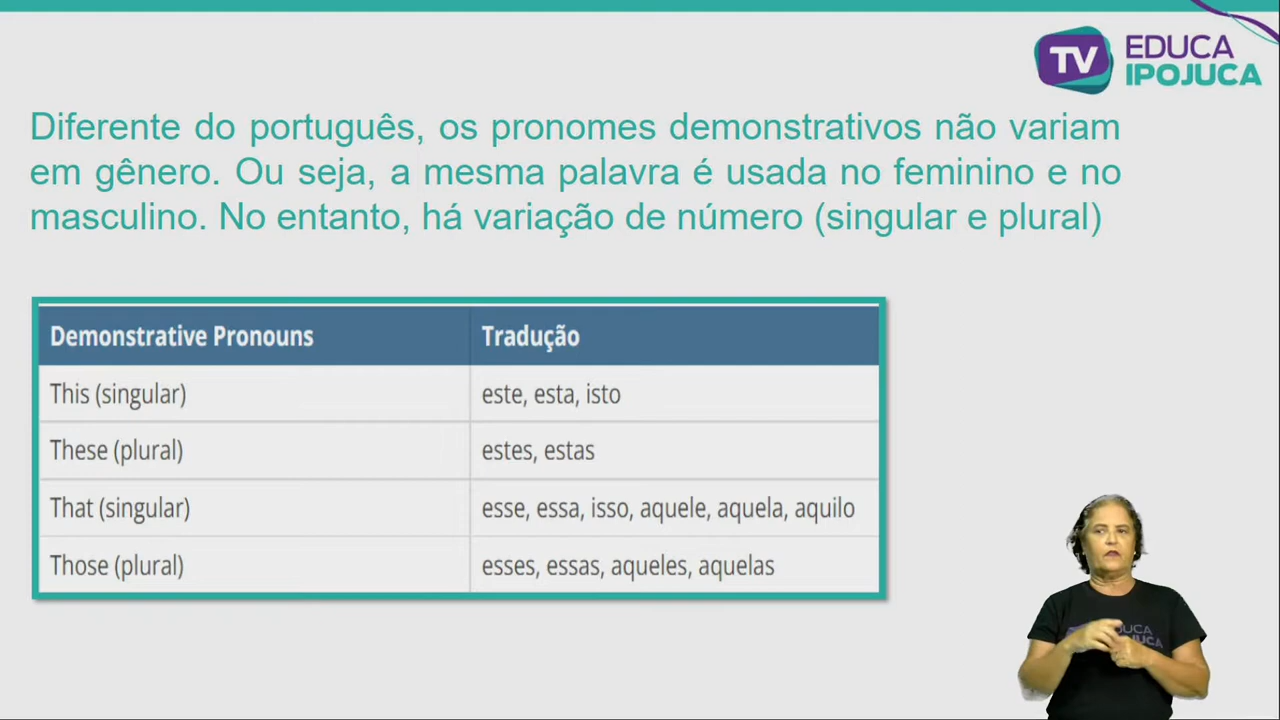 TV EDUCA
IPOJUCA
Diferente do português, os pronomes demonstrativos não variam
em gênero. Ou seja, a mesma palavra é usada no feminino e no
masculino. No entanto, há variação de número (singular e plural)
Demonstrative Pronouns Tradução
This (singular) este, esta, isto
These (plural) estes, estas
That (singular) esse, essa, isso, aquele, aquela, aquilo
Those (plural) esses, essas, aqueles, aquelas